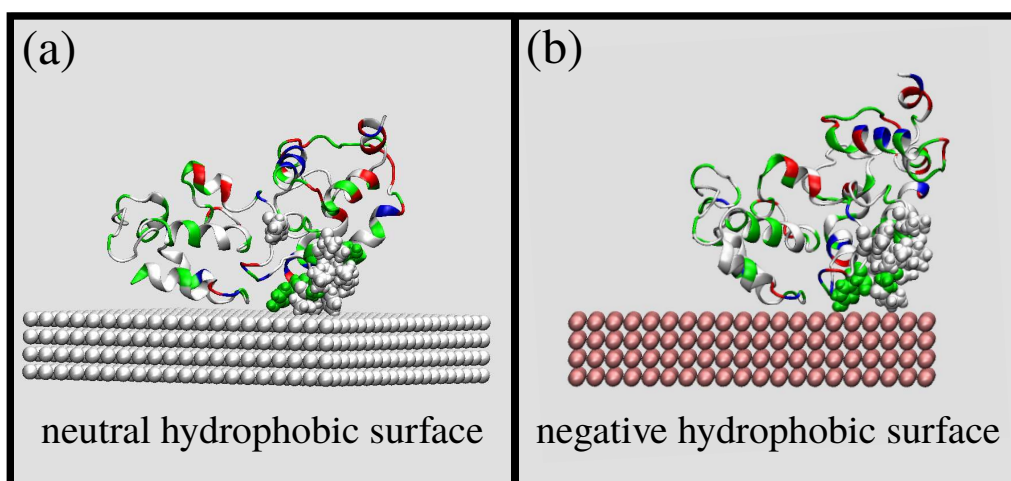 (a)
neutral hydrophobic surface
(b)
negative hydrophobic surface